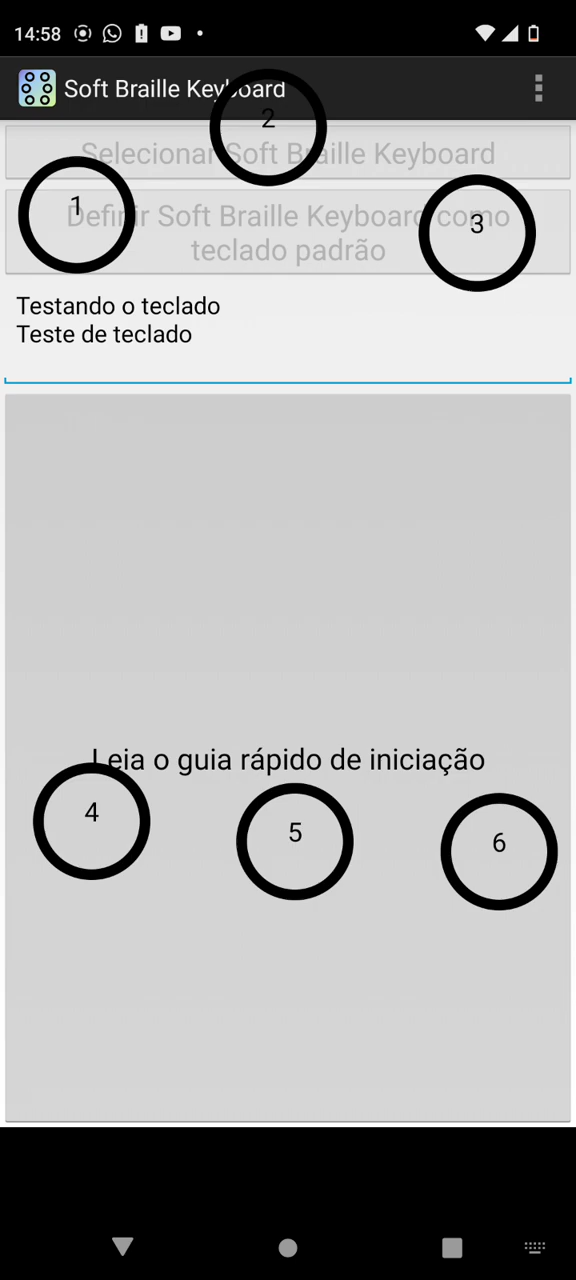 14:58
Soft Braille Keyboard
2
Selecionar Soft Braille Keyboard
1
3
Definir Soft Braille Keyboard como
teclado padrão
Testando o teclado
Teste de teclado
Leia o guia rápido de iniciação
4
5
6